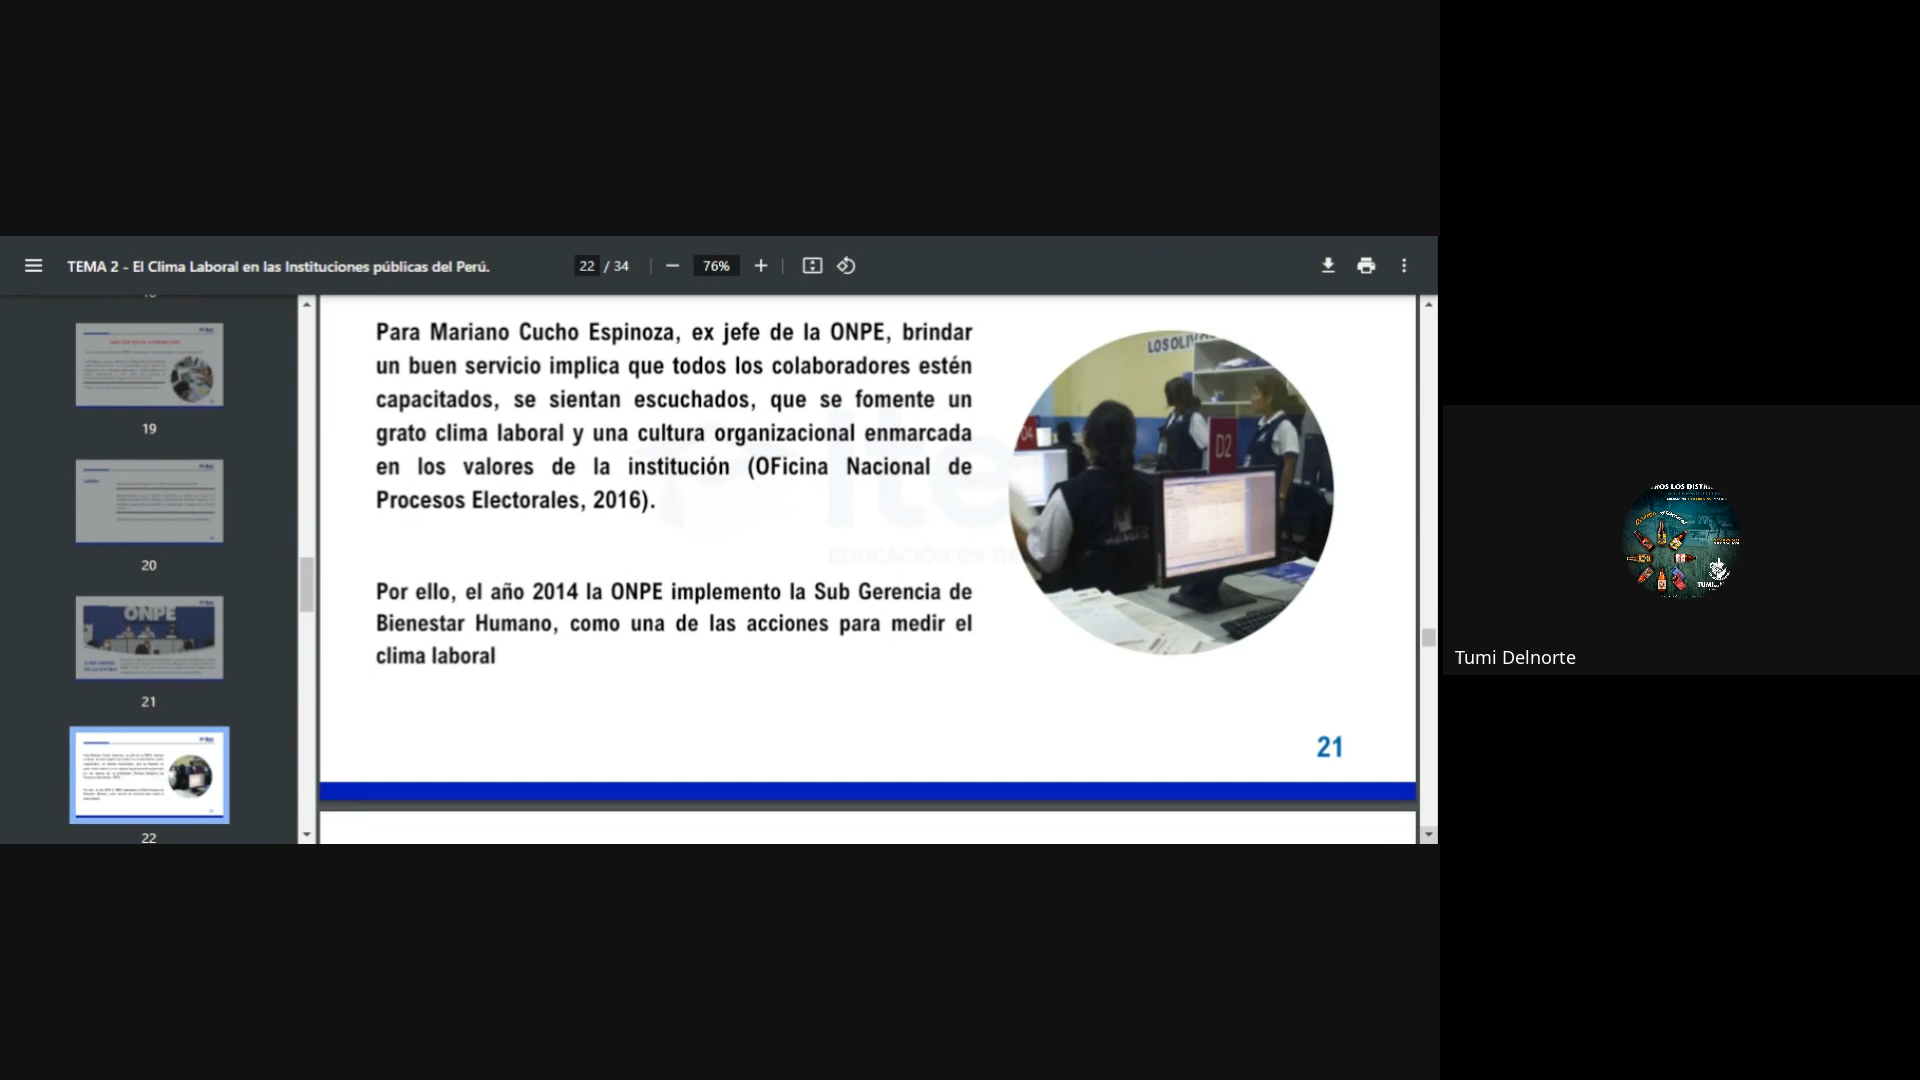 TEMA 2 - El Clima Laboral en las Instituciones públicas del Perú.
22 / 34
76%
19
20
ONPE
21
22
Para Mariano Cucho Espinoza, ex jefe de la ONPE, brindar
un buen servicio implica que todos los colaboradores estén
capacitados, se sientan escuchados, que se fomente un
grato clima laboral y una cultura organizacional enmarcada
en los valores de la institución (OFicina Nacional de
Procesos Electorales, 2016).
Por ello, el año 2014 la ONPE implemento la Sub Gerencia de
Bienestar Humano, como una de las acciones para medir el
clima laboral
EDUCACIÓN EN
LOS OLIVOS
D2
21
Tumi Delnorte